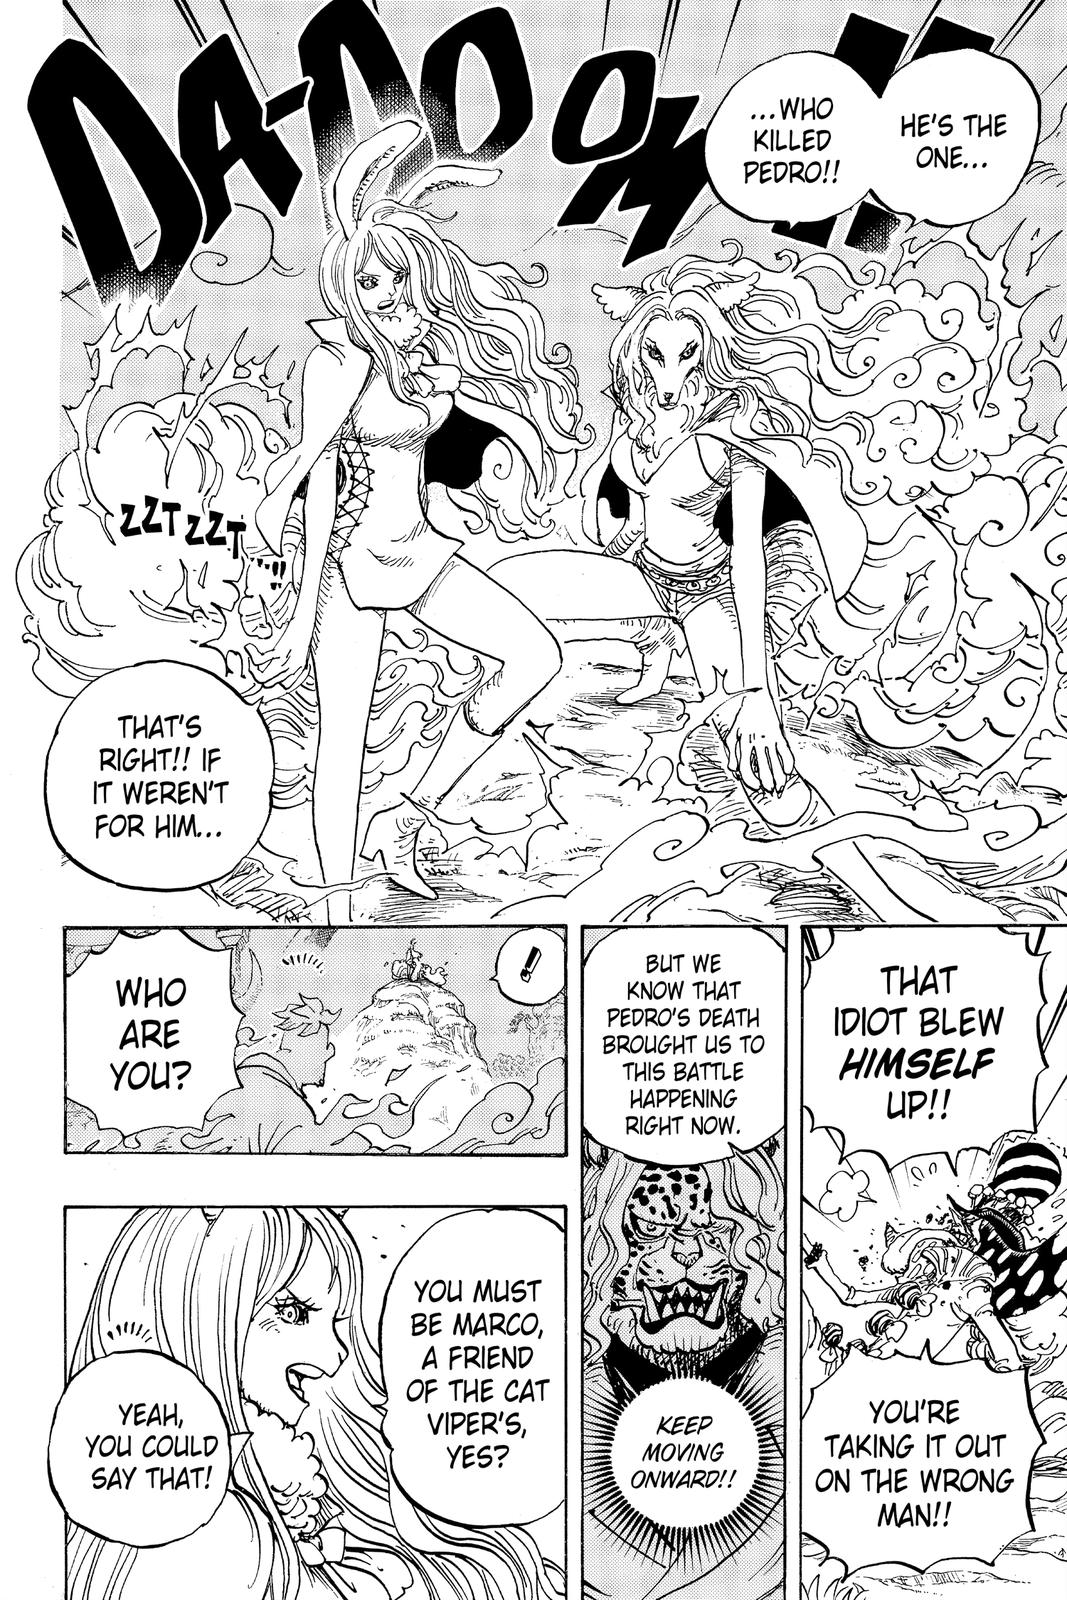 DA-DOOM!!
HE'S THE
ONE...
...WHO
KILLED
PEDRO!!
ZZT ZZT
...!!
THAT'S
RIGHT!! IF
IT WEREN'T
FOR HIM...
THAT
IDIOT BLEW
HIMSELF
UP!!
YOU'RE
TAKING IT OUT
ON THE WRONG
MAN!!
BUT WE
KNOW THAT
PEDRO'S DEATH
BROUGHT US TO
THIS BATTLE
HAPPENING
RIGHT NOW.
KEEP
MOVING
ONWARD!!
!
WHO
ARE
YOU?
YOU MUST
BE MARCO,
A FRIEND
OF THE CAT
VIPER'S,
YES?
YEAH,
YOU COULD
SAY THAT!